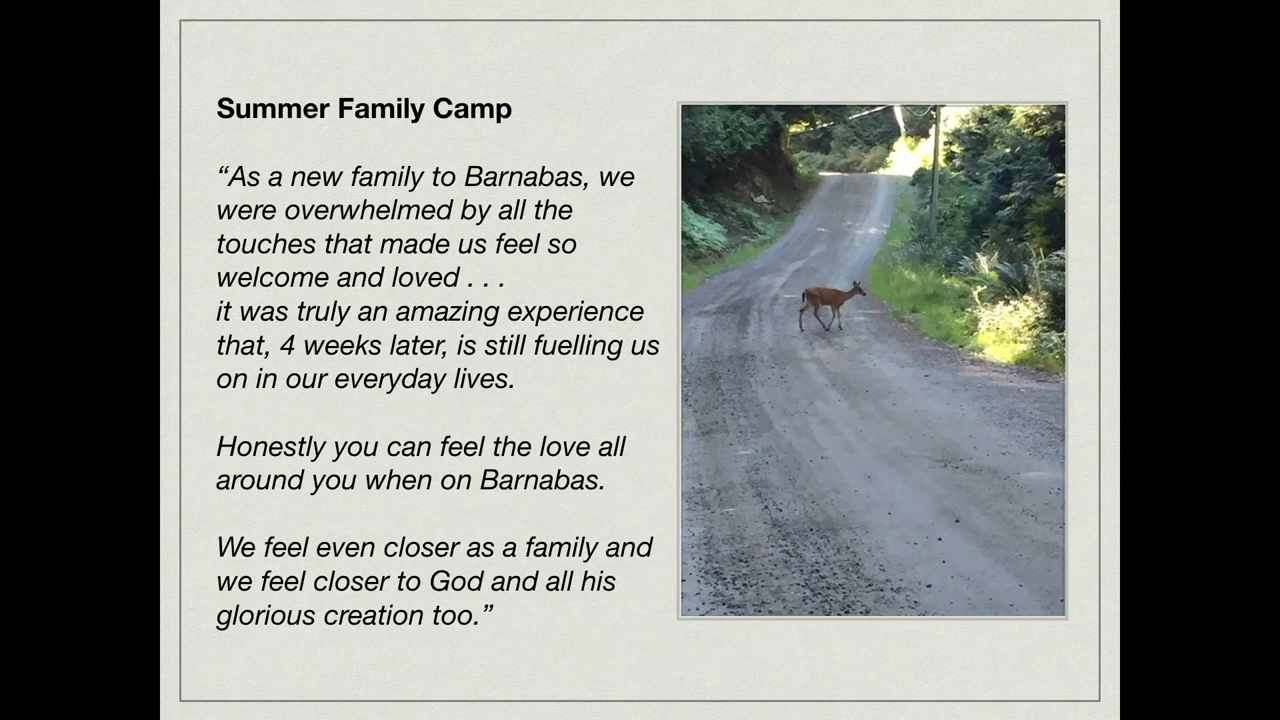 Summer Family Camp
“As a new family to Barnabas, we
were overwhelmed by all the
touches that made us feel so
welcome and loved . . .
it was truly an amazing experience
that, 4 weeks later, is still fuelling us
on in our everyday lives.
Honestly you can feel the love all
around you when on Barnabas.
We feel even closer as a family and
we feel closer to God and all his
glorious creation too.”